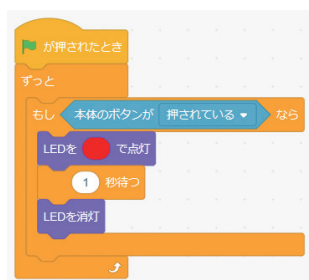 が押されたとき
ずっと
もし 本体のボタンが 押されている なら
LEDを で点灯
1 秒待つ
LEDを消灯